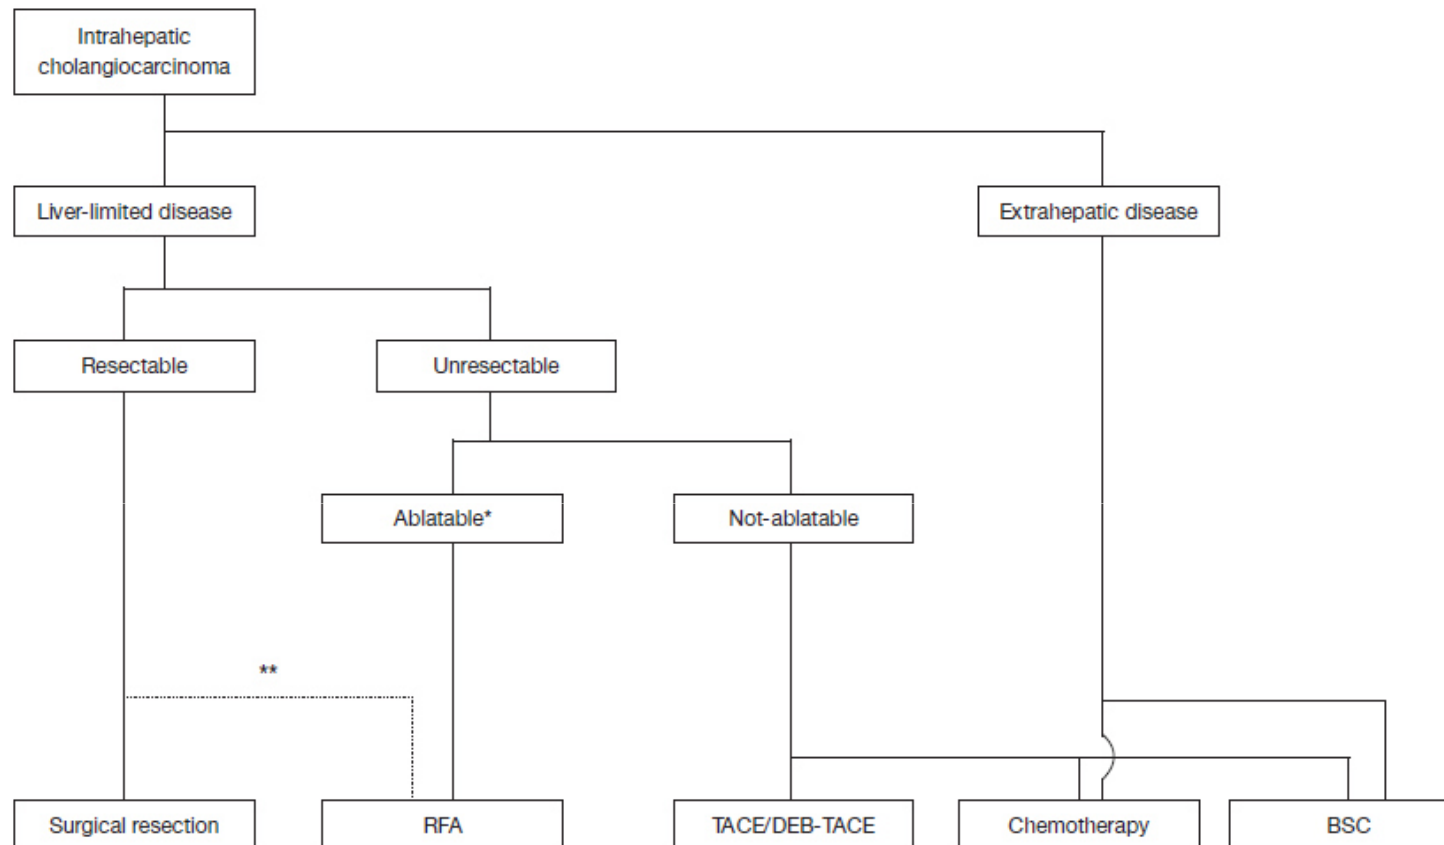 Intrahepatic
cholangiocarcinoma
Liver-limited disease
Extrahepatic disease
Resectable
Unresectable
Ablatable*
Not-ablatable
**
Surgical resection
RFA
TACE/DEB-TACE
Chemotherapy
BSC